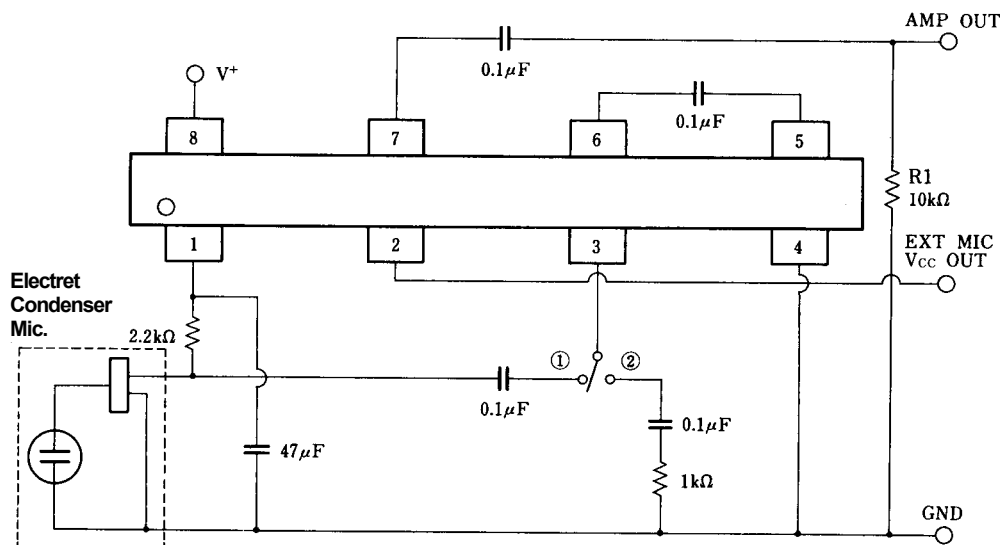 AMP OUT
0.1μF
V⁺
0.1μF
8
7
6
5
R1
10kΩ
1
2
3
4
EXT MIC
Vcc OUT
Electret
Condenser
Mic.
2.2kΩ
①
②
0.1μF
0.1μF
47μF
1kΩ
GND